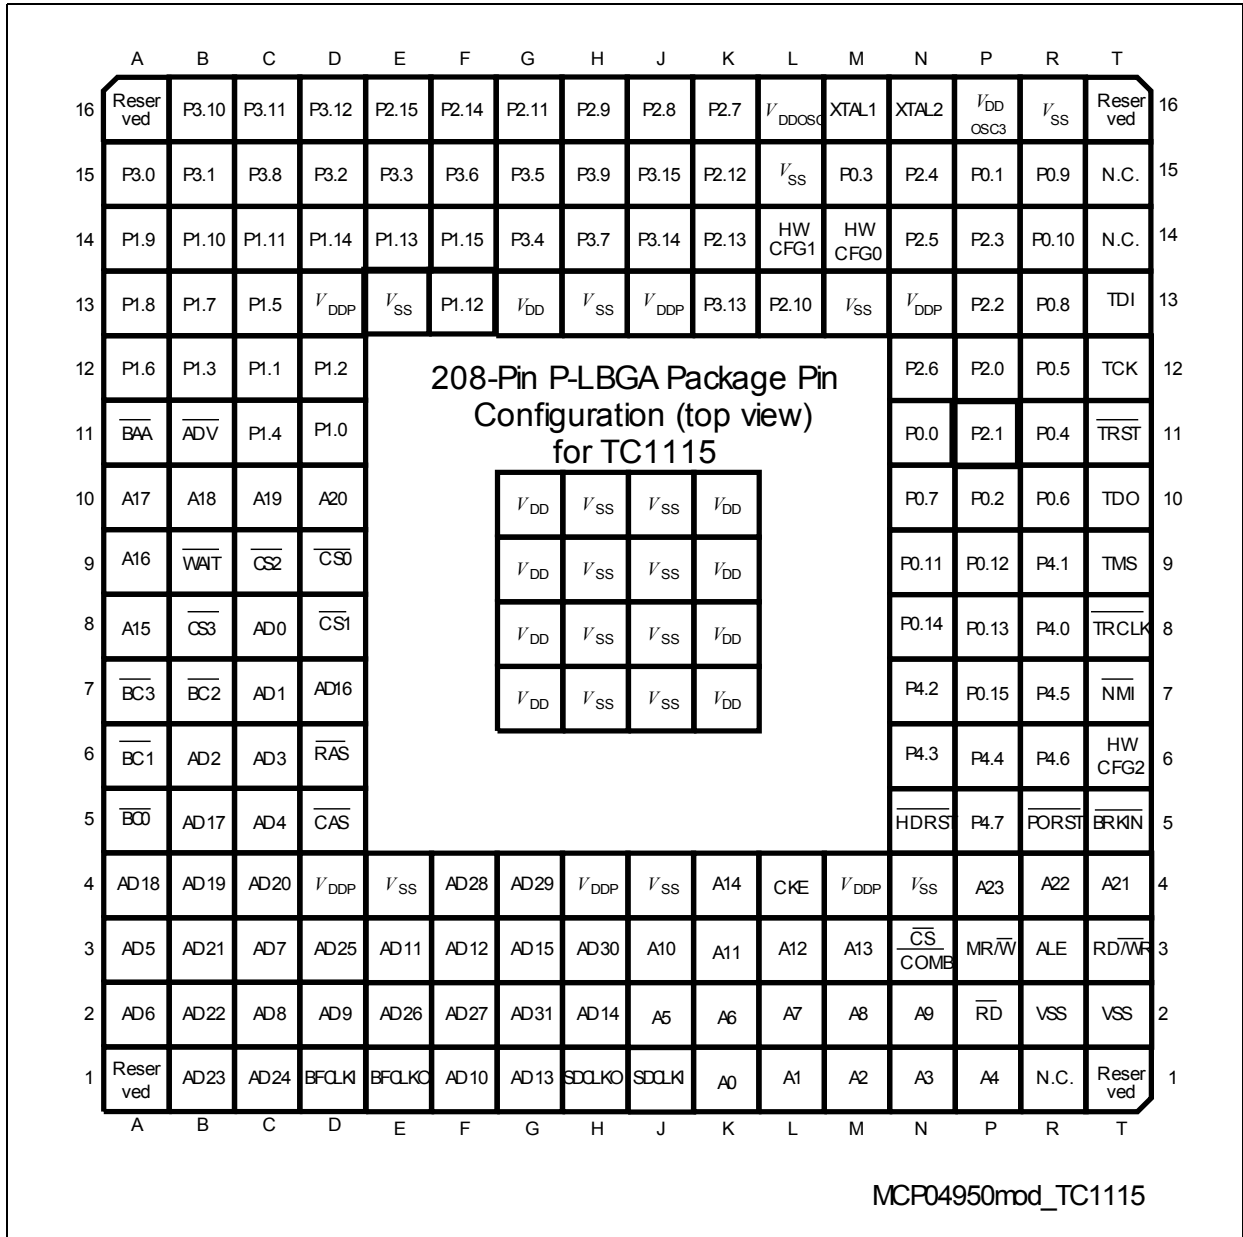 A B C D E F G H J K L M N P R T
16 Reserved P3.10 P3.11 P3.12 P2.15 P2.14 P2.11 P2.9 P2.8 P2.7 VDDOSC XTAL1 XTAL2 VDD OSC3 VSS Reserved 16
15 P3.0 P3.1 P3.8 P3.2 P3.3 P3.6 P3.5 P3.9 P3.15 P2.12 VSS P0.3 P2.4 P0.1 P0.9 N.C. 15
14 P1.9 P1.10 P1.11 P1.14 P1.13 P1.15 P3.4 P3.7 P3.14 P2.13 HW CFG1 HW CFG0 P2.5 P2.3 P0.10 N.C. 14
13 P1.8 P1.7 P1.5 VDDP VSS P1.12 VDD VSS VDDP P3.13 P2.10 VSS VDDP P2.2 P0.8 TDI 13
12 P1.6 P1.3 P1.1 P1.2 208-Pin P-LBGA Package Pin P2.6 P2.0 P0.5 TCK 12
Configuration (top view)
11 BAA ADV P1.4 P1.0 for TC1115 P0.0 P2.1 P0.4 TRST 11
10 A17 A18 A19 A20 VDD VSS VSS VDD P0.7 P0.2 P0.6 TDO 10
9 A16 WAIT CS2 CS0 VDD VSS VSS VDD P0.11 P0.12 P4.1 TMS 9
8 A15 CS3 AD0 CS1 VDD VSS VSS VDD P0.14 P0.13 P4.0 TRCLK 8
7 BC3 BC2 AD1 AD16 VDD VSS VSS VDD P4.2 P0.15 P4.5 NMI 7
6 BC1 AD2 AD3 RAS P4.3 P4.4 P4.6 HW CFG2 6
5 BC0 AD17 AD4 CAS HDRST P4.7 PORST BRKIN 5
4 AD18 AD19 AD20 VDDP VSS AD28 AD29 VDDP VSS A14 CKE VDDP VSS A23 A22 A21 4
3 AD5 AD21 AD7 AD25 AD11 AD12 AD15 AD30 A10 A11 A12 A13 CS COMB MR/W ALE RD/WR 3
2 AD6 AD22 AD8 AD9 AD26 AD27 AD31 AD14 A5 A6 A7 A8 A9 RD VSS VSS 2
1 Reserved AD23 AD24 BFCLKI BFCLKO AD10 AD13 SDCLKO SDCLKI A0 A1 A2 A3 A4 N.C. Reserved 1
A B C D E F G H J K L M N P R T
MCP04950mod_TC1115